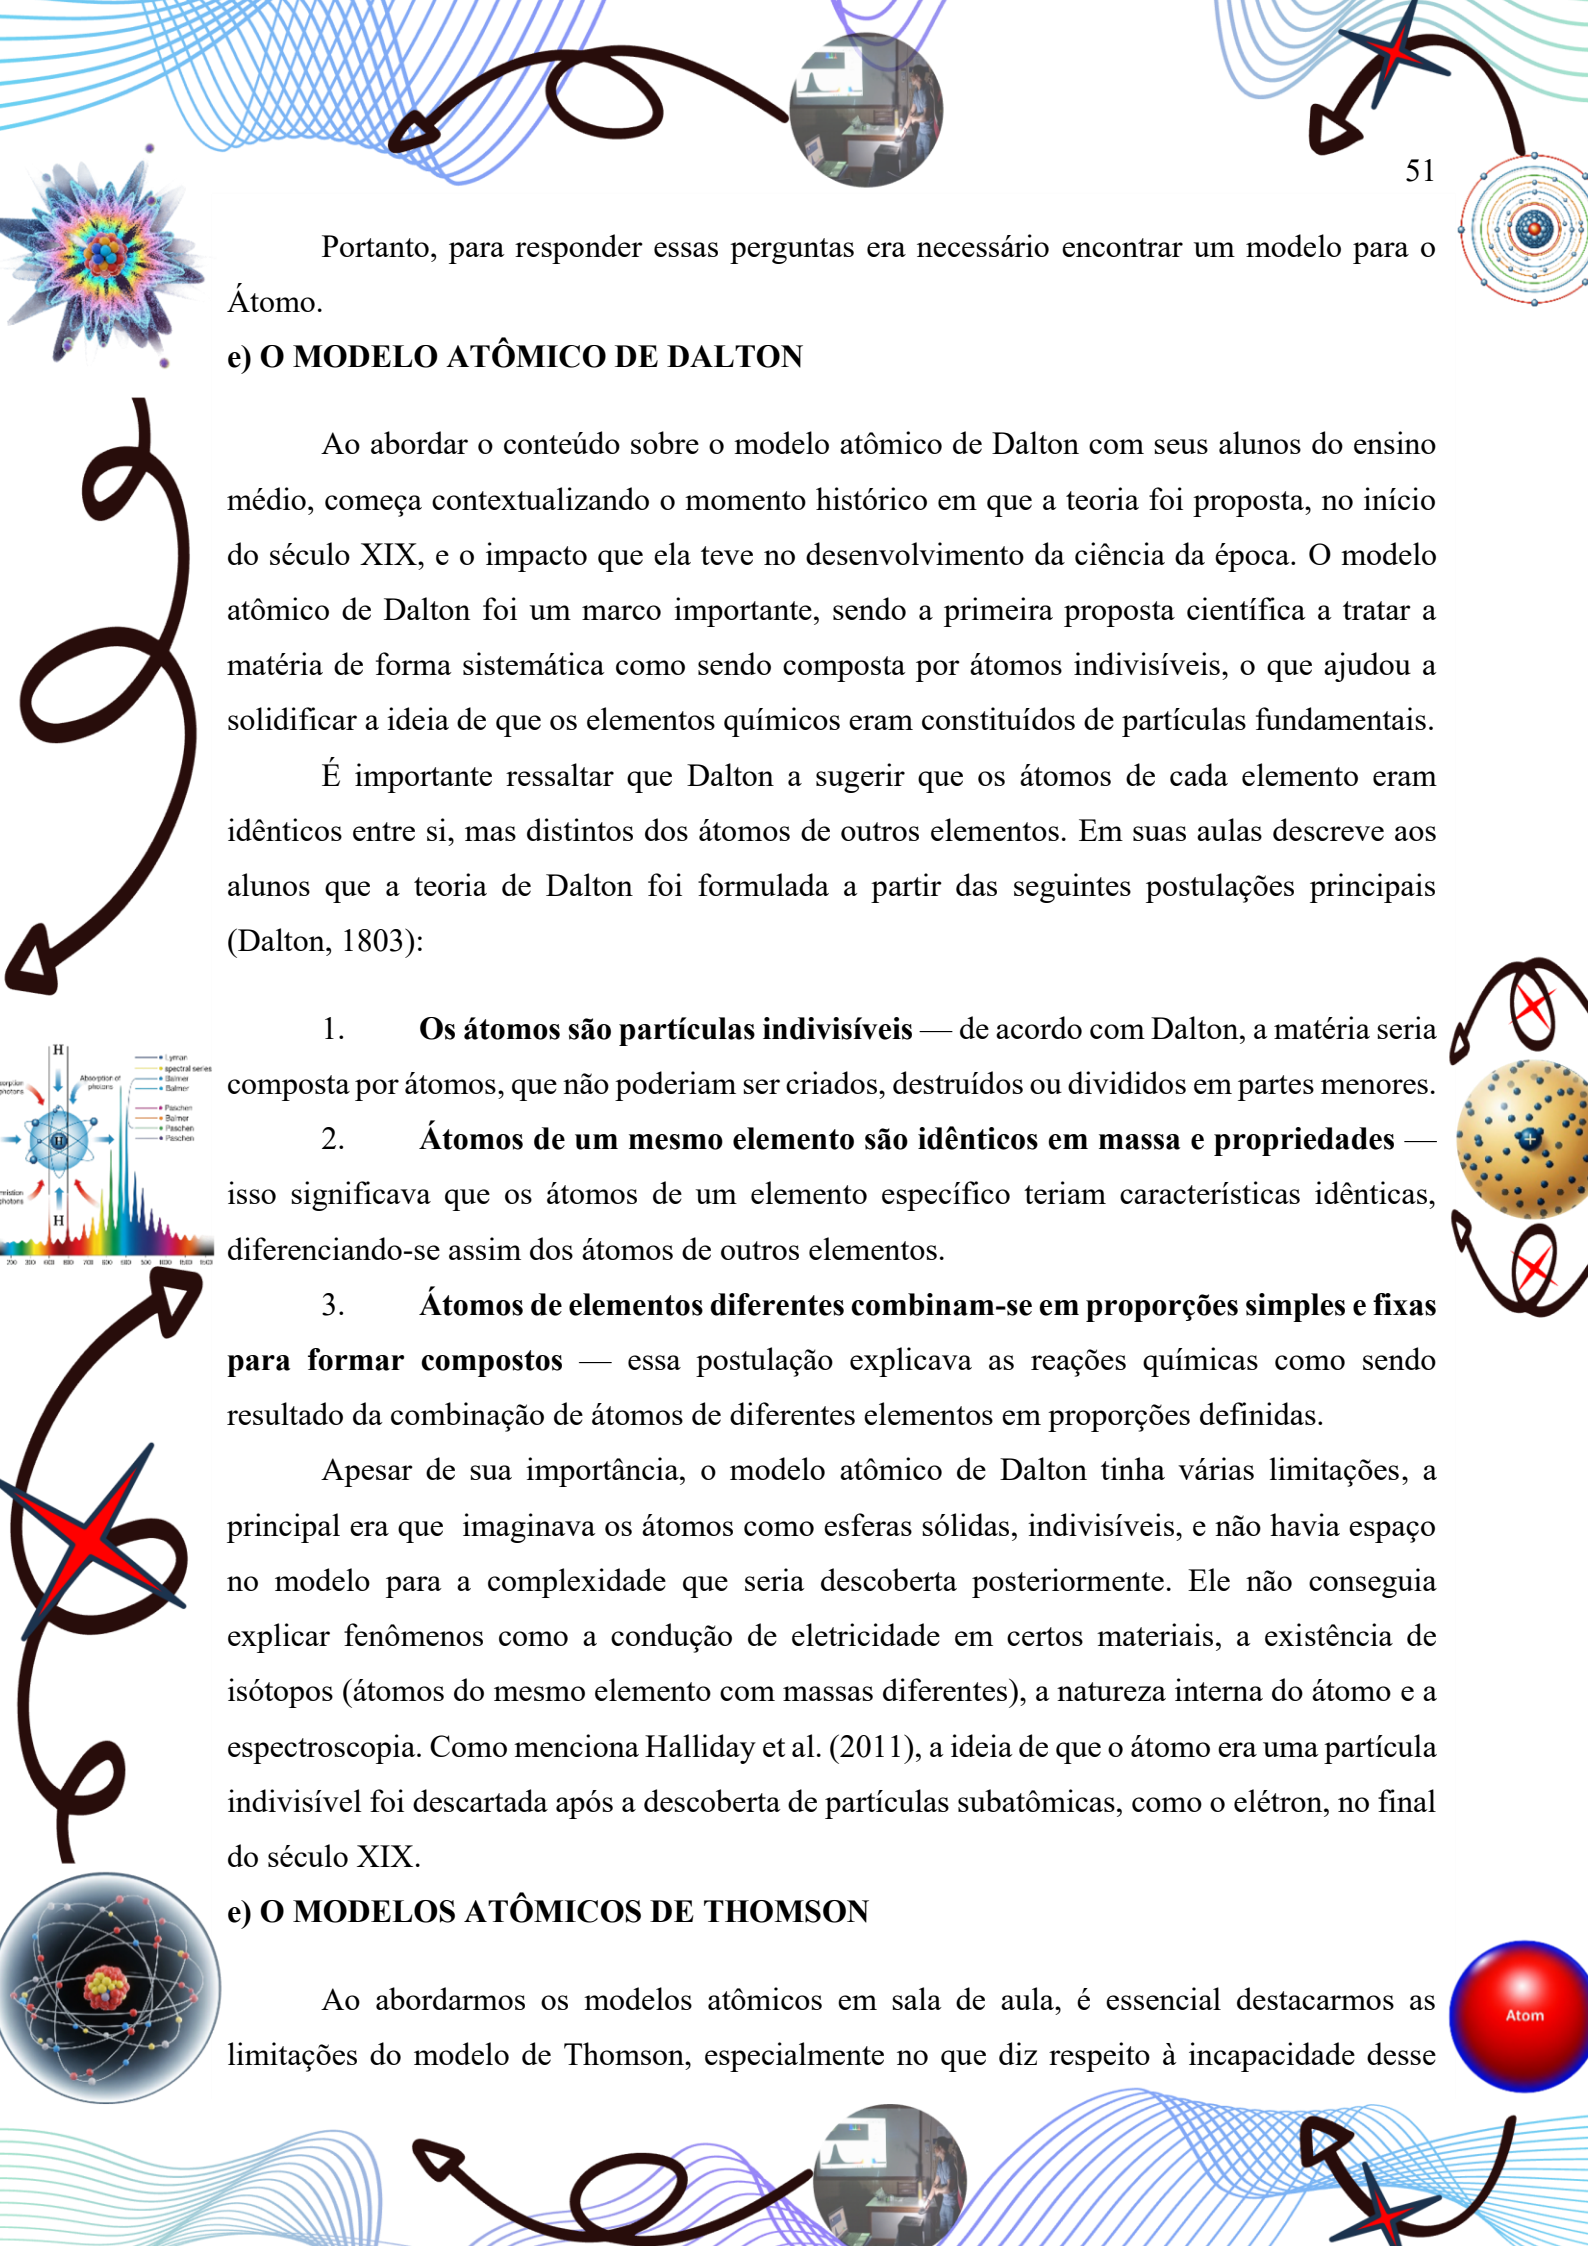 51
Portanto, para responder essas perguntas era necessário encontrar um modelo para o
Átomo.
e) O MODELO ATÔMICO DE DALTON
Ao abordar o conteúdo sobre o modelo atômico de Dalton com seus alunos do ensino
médio, começa contextualizando o momento histórico em que a teoria foi proposta, no início
do século XIX, e o impacto que ela teve no desenvolvimento da ciência da época. O modelo
atômico de Dalton foi um marco importante, sendo a primeira proposta científica a tratar a
matéria de forma sistemática como sendo composta por átomos indivisíveis, o que ajudou a
solidificar a ideia de que os elementos químicos eram constituídos de partículas fundamentais.
É importante ressaltar que Dalton a sugerir que os átomos de cada elemento eram
idênticos entre si, mas distintos dos átomos de outros elementos. Em suas aulas descreve aos
alunos que a teoria de Dalton foi formulada a partir das seguintes postulações principais
(Dalton, 1803):
1. Os átomos são partículas indivisíveis — de acordo com Dalton, a matéria seria
composta por átomos, que não poderiam ser criados, destruídos ou divididos em partes menores.
2. Átomos de um mesmo elemento são idênticos em massa e propriedades —
isso significava que os átomos de um elemento específico teriam características idênticas,
diferenciando-se assim dos átomos de outros elementos.
3. Átomos de elementos diferentes combinam-se em proporções simples e fixas
para formar compostos — essa postulação explicava as reações químicas como sendo
resultado da combinação de átomos de diferentes elementos em proporções definidas.
Apesar de sua importância, o modelo atômico de Dalton tinha várias limitações, a
principal era que imaginava os átomos como esferas sólidas, indivisíveis, e não havia espaço
no modelo para a complexidade que seria descoberta posteriormente. Ele não conseguia
explicar fenômenos como a condução de eletricidade em certos materiais, a existência de
isótopos (átomos do mesmo elemento com massas diferentes), a natureza interna do átomo e a
espectroscopia. Como menciona Halliday et al. (2011), a ideia de que o átomo era uma partícula
indivisível foi descartada após a descoberta de partículas subatômicas, como o elétron, no final
do século XIX.
e) O MODELOS ATÔMICOS DE THOMSON
Ao abordarmos os modelos atômicos em sala de aula, é essencial destacarmos as
limitações do modelo de Thomson, especialmente no que diz respeito à incapacidade desse
H
Absorption of
photons
Lyman
spectral series
Balmer
Balmer
Paschen
Balmer
Paschen
Paschen
H
H
+
Atom